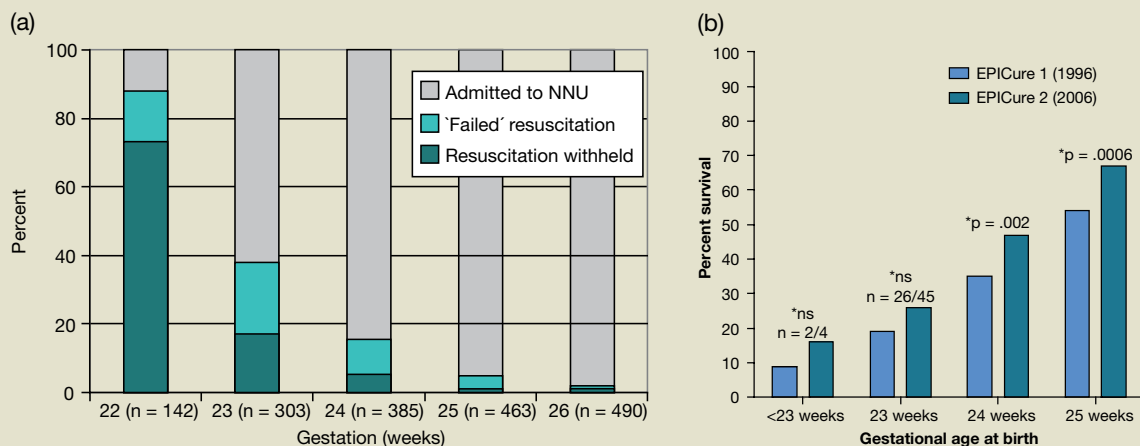 (a)
100
80
60
40
20
0
Percent
Admitted to NNU
`Failed´ resuscitation
Resuscitation withheld
22 (n = 142) 23 (n = 303) 24 (n = 385) 25 (n = 463) 26 (n = 490)
Gestation (weeks)
(b)
100
90
80
70
60
50
40
30
20
10
0
Percent survival
EPICure 1 (1996)
EPICure 2 (2006)
*ns
n = 2/4
*ns
n = 26/45
*p = .002
*p = .0006
<23 weeks 23 weeks 24 weeks 25 weeks
Gestational age at birth